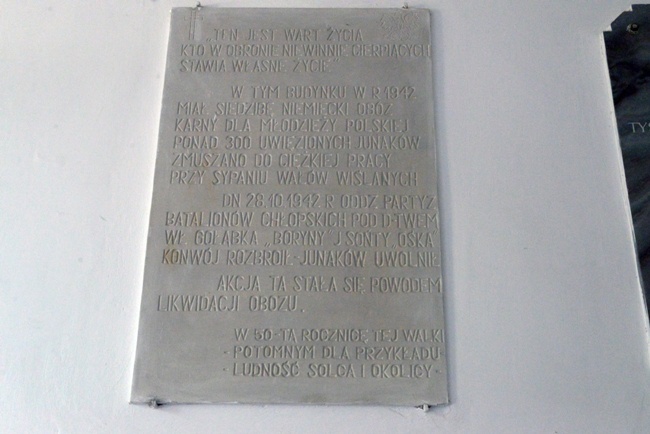 "TEN JEST WART ŻYCIA
KTO W OBRONIE NIEWINNIE CIERPIĄCYCH
STAWIA WŁASNE ŻYCIE"
W TYM BUDYNKU W R 1942
MIAŁ SIEDZIBĘ NIEMIECKI OBÓZ
KARNY DLA MŁODZIEŻY POLSKIEJ
PONAD 300 UWIĘZIONYCH JUNAKÓW
ZMUSZANO DO CIĘŻKIEJ PRACY
PRZY SYPANIU WAŁÓW WIŚLANYCH
DN 28.10.1942 R ODDZ PARTYZ
BATALIONÓW CHŁOPSKICH POD D-TWEM
WŁ. GOŁĄBKA „BORYNY" J SONTY „OSKA"
KONWÓJ ROZBROIŁ-JUNAKÓW UWOLNIŁ
AKCJA TA STAŁA SIĘ POWODEM
LIKWIDACJI OBOZU.
W 50-TĄ ROCZNICĘ TEJ WALKI
- POTOMNYM DLA PRZYKŁADU
- LUDNOŚĆ SOLCA I OKOLICY -
TY